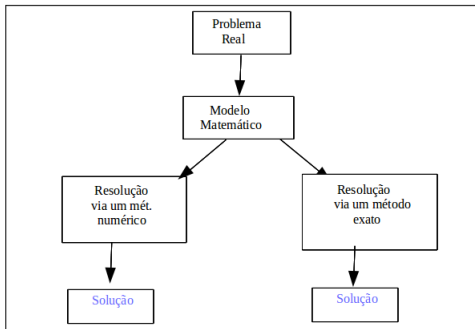 Problema
Real
Modelo
Matemático
Resolução
via um mét.
numérico
Resolução
via um método
exato
Solução
Solução